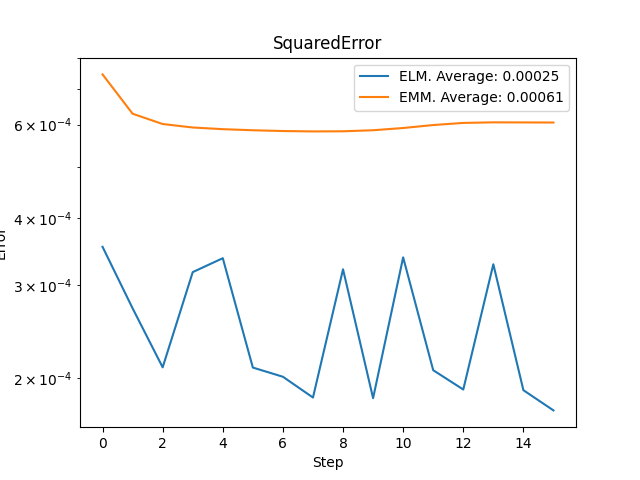 SquaredError
ELM. Average: 0.00025
EMM. Average: 0.00061
6 × 10⁻⁴
4 × 10⁻⁴
3 × 10⁻⁴
2 × 10⁻⁴
Error
0 2 4 6 8 10 12 14
Step